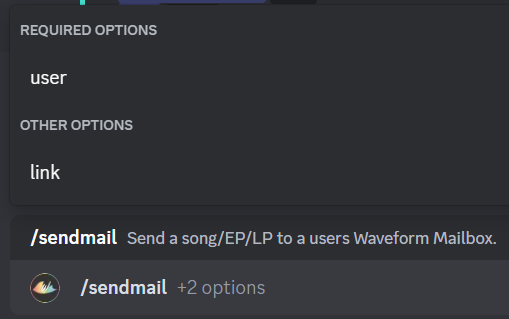 REQUIRED OPTIONS
user
OTHER OPTIONS
link
/sendmail Send a song/EP/LP to a users Waveform Mailbox.
/sendmail +2 options